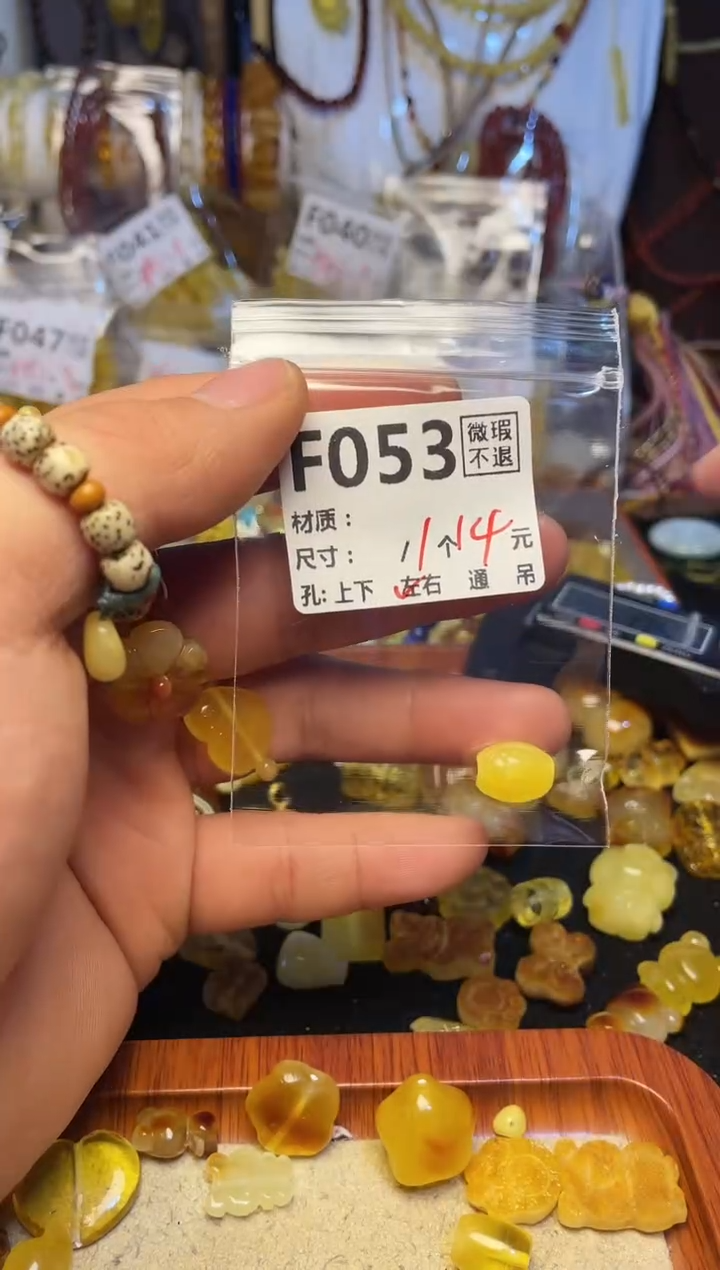 F041
F040
F047
F053 微瑕
不退
材质：
尺寸： /1个14元
孔: 上下 左右 通 吊